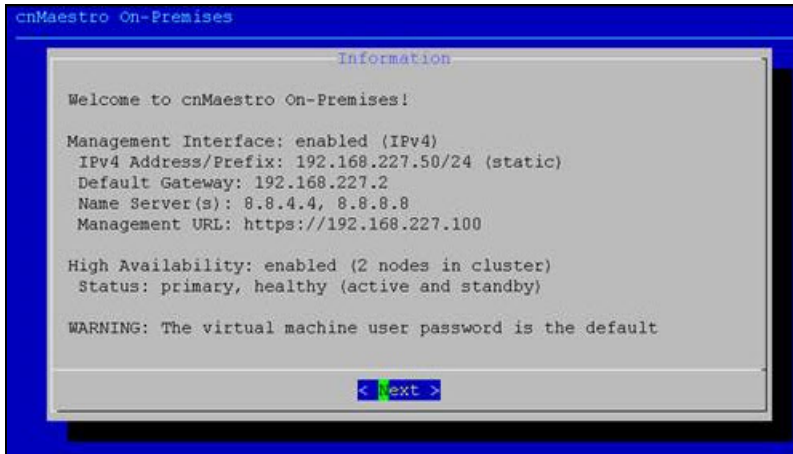 cnMaestro On-Premises
Information
Welcome to cnMaestro On-Premises!
Management Interface: enabled (IPv4)
IPv4 Address/Prefix: 192.168.227.50/24 (static)
Default Gateway: 192.168.227.2
Name Server(s): 8.8.4.4, 8.8.8.8
Management URL: https://192.168.227.100
High Availability: enabled (2 nodes in cluster)
Status: primary, healthy (active and standby)
WARNING: The virtual machine user password is the default
< Next >